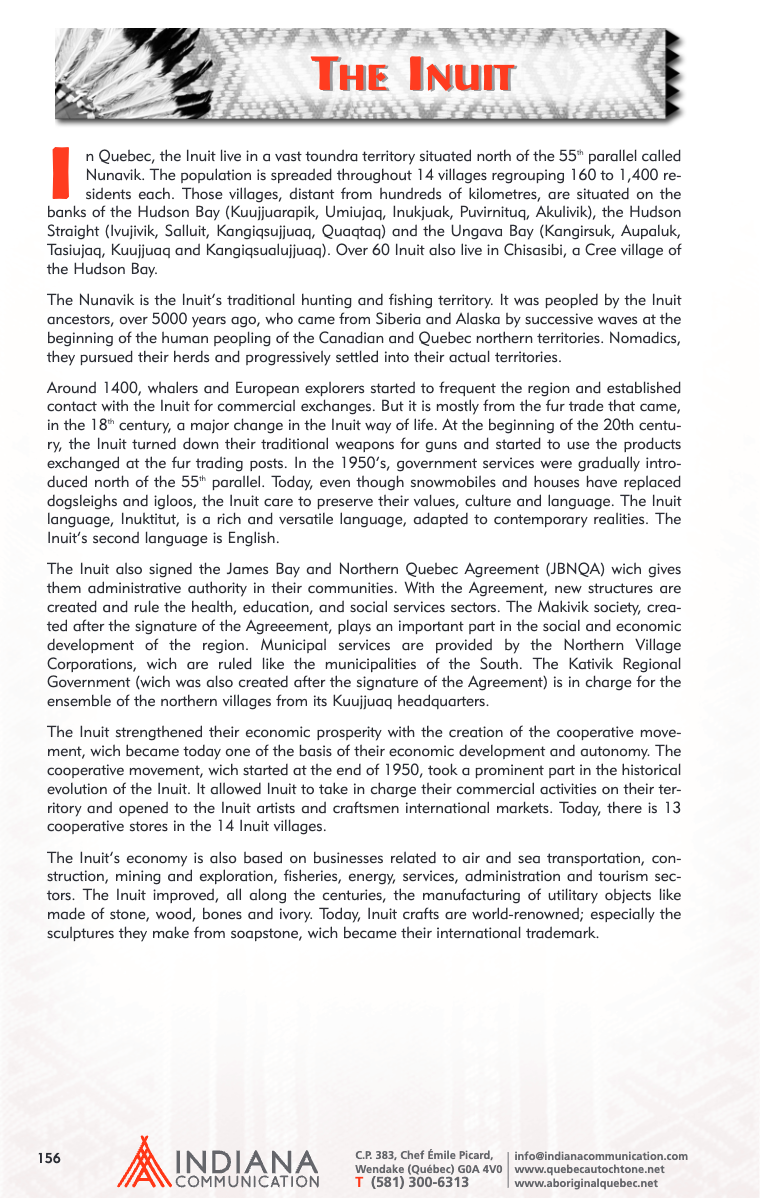 THE INUIT
In Quebec, the Inuit live in a vast toundra territory situated north of the 55th parallel called
Nunavik. The population is spreaded throughout 14 villages regrouping 160 to 1,400 re-
sidents each. Those villages, distant from hundreds of kilometres, are situated on the
banks of the Hudson Bay (Kuujjuarapik, Umiujaq, Inukjuak, Puvirnituq, Akulivik), the Hudson
Straight (Ivujivik, Salluit, Kangiqsujjuaq, Quaqtaq) and the Ungava Bay (Kangirsuk, Aupaluk,
Tasiujaq, Kuujjuaq and Kangiqsualujjuaq). Over 60 Inuit also live in Chisasibi, a Cree village of
the Hudson Bay.
The Nunavik is the Inuit's traditional hunting and fishing territory. It was peopled by the Inuit
ancestors, over 5000 years ago, who came from Siberia and Alaska by successive waves at the
beginning of the human peopling of the Canadian and Quebec northern territories. Nomadics,
they pursued their herds and progressively settled into their actual territories.
Around 1400, whalers and European explorers started to frequent the region and established
contact with the Inuit for commercial exchanges. But it is mostly from the fur trade that came,
in the 18th century, a major change in the Inuit way of life. At the beginning of the 20th centu-
ry, the Inuit turned down their traditional weapons for guns and started to use the products
exchanged at the fur trading posts. In the 1950's, government services were gradually intro-
duced north of the 55th parallel. Today, even though snowmobiles and houses have replaced
dogsleighs and igloos, the Inuit care to preserve their values, culture and language. The Inuit
language, Inuktitut, is a rich and versatile language, adapted to contemporary realities. The
Inuit's second language is English.
The Inuit also signed the James Bay and Northern Quebec Agreement (JBNQA) wich gives
them administrative authority in their communities. With the Agreement, new structures are
created and rule the health, education, and social services sectors. The Makivik society, crea-
ted after the signature of the Agreeement, plays an important part in the social and economic
development of the region. Municipal services are provided by the Northern Village
Corporations, wich are ruled like the municipalities of the South. The Kativik Regional
Government (wich was also created after the signature of the Agreement) is in charge for the
ensemble of the northern villages from its Kuujjuaq headquarters.
The Inuit strengthened their economic prosperity with the creation of the cooperative move-
ment, wich became today one of the basis of their economic development and autonomy. The
cooperative movement, wich started at the end of 1950, took a prominent part in the historical
evolution of the Inuit. It allowed Inuit to take in charge their commercial activities on their ter-
ritory and opened to the Inuit artists and craftsmen international markets. Today, there is 13
cooperative stores in the 14 Inuit villages.
The Inuit's economy is also based on businesses related to air and sea transportation, con-
struction, mining and exploration, fisheries, energy, services, administration and tourism sec-
tors. The Inuit improved, all along the centuries, the manufacturing of utilitary objects like
made of stone, wood, bones and ivory. Today, Inuit crafts are world-renowned; especially the
sculptures they make from soapstone, wich became their international trademark.
156
INDIANA
COMMUNICATION
C.P. 383, Chef Émile Picard,
Wendake (Québec) G0A 4V0
T (581) 300-6313
info@indianacommunication.com
www.quebecautochtone.net
www.aboriginalquebec.net